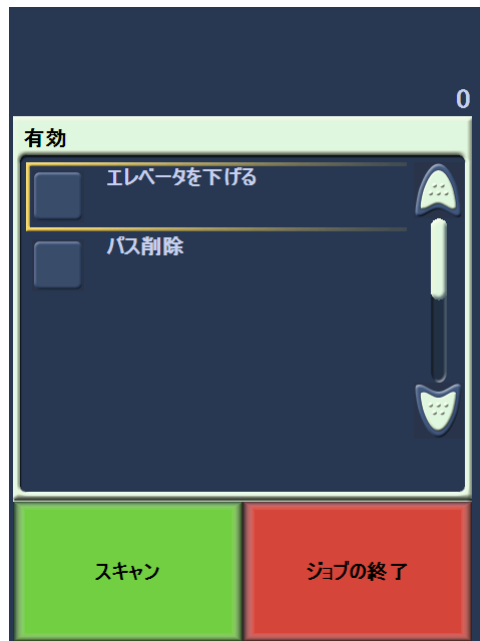 0
有効
エレベータを下げる
パス削除
スキャン
ジョブの終了